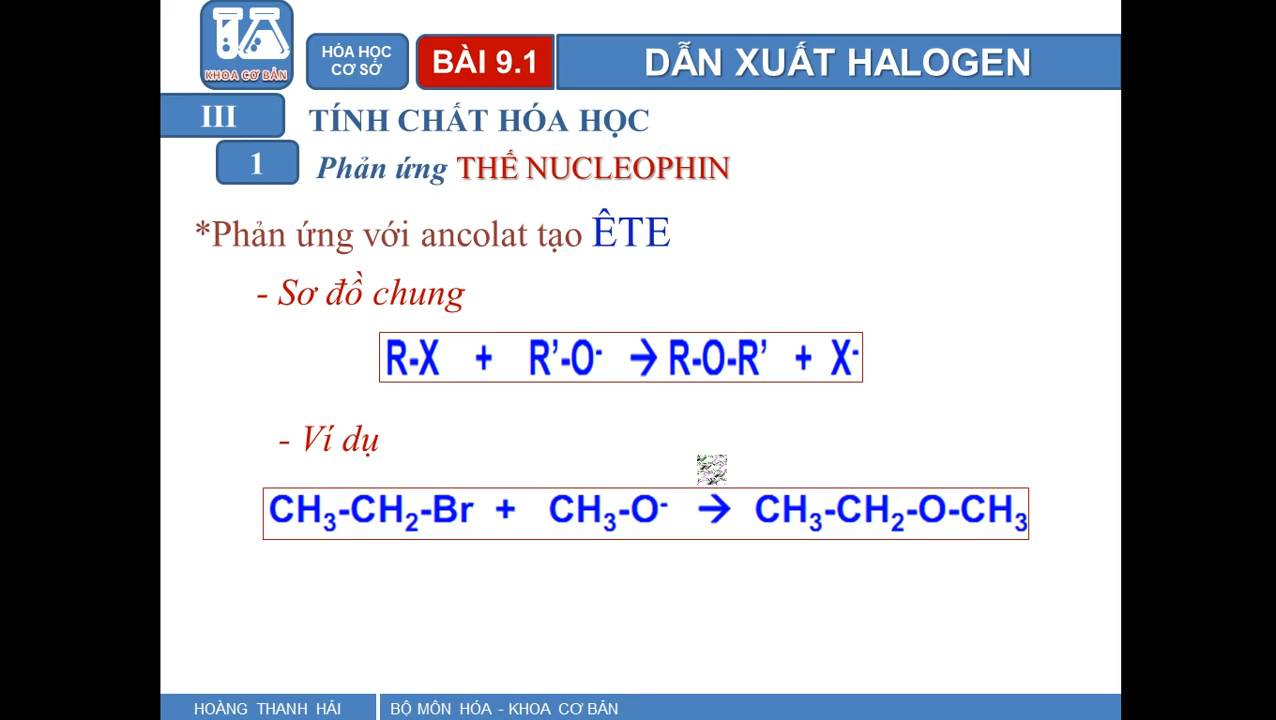 KHOA CƠ BẢN
HÓA HỌC
CƠ SỞ
BÀI 9.1
DẪN XUẤT HALOGEN
III
TÍNH CHẤT HÓA HỌC
1
Phản ứng THẾ NUCLEOPHIN
*Phản ứng với ancolat tạo ÊTE
- Sơ đồ chung
R-X + R’-O⁻ → R-O-R’ + X⁻
- Ví dụ
CH₃-CH₂-Br + CH₃-O⁻ → CH₃-CH₂-O-CH₃
HOÀNG THANH HẢI
BỘ MÔN HÓA - KHOA CƠ BẢN